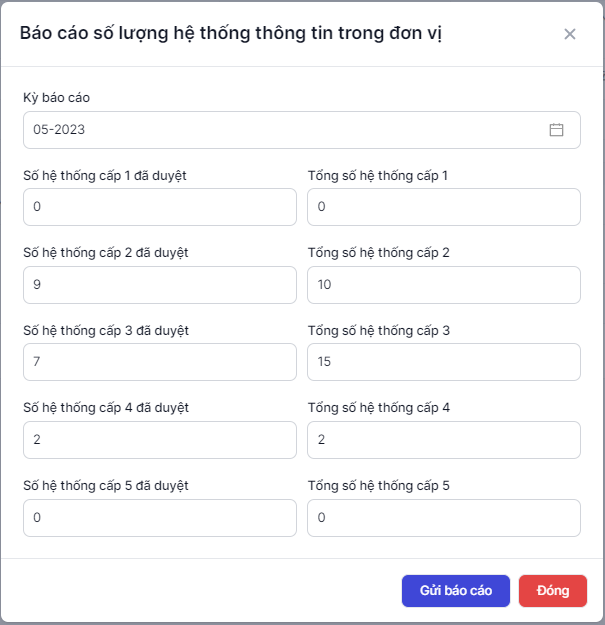 Báo cáo số lượng hệ thống thông tin trong đơn vị
Kỳ báo cáo
05-2023
Số hệ thống cấp 1 đã duyệt
Tổng số hệ thống cấp 1
0
0
Số hệ thống cấp 2 đã duyệt
Tổng số hệ thống cấp 2
9
10
Số hệ thống cấp 3 đã duyệt
Tổng số hệ thống cấp 3
7
15
Số hệ thống cấp 4 đã duyệt
Tổng số hệ thống cấp 4
2
2
Số hệ thống cấp 5 đã duyệt
Tổng số hệ thống cấp 5
0
0
Gửi báo cáo
Đóng